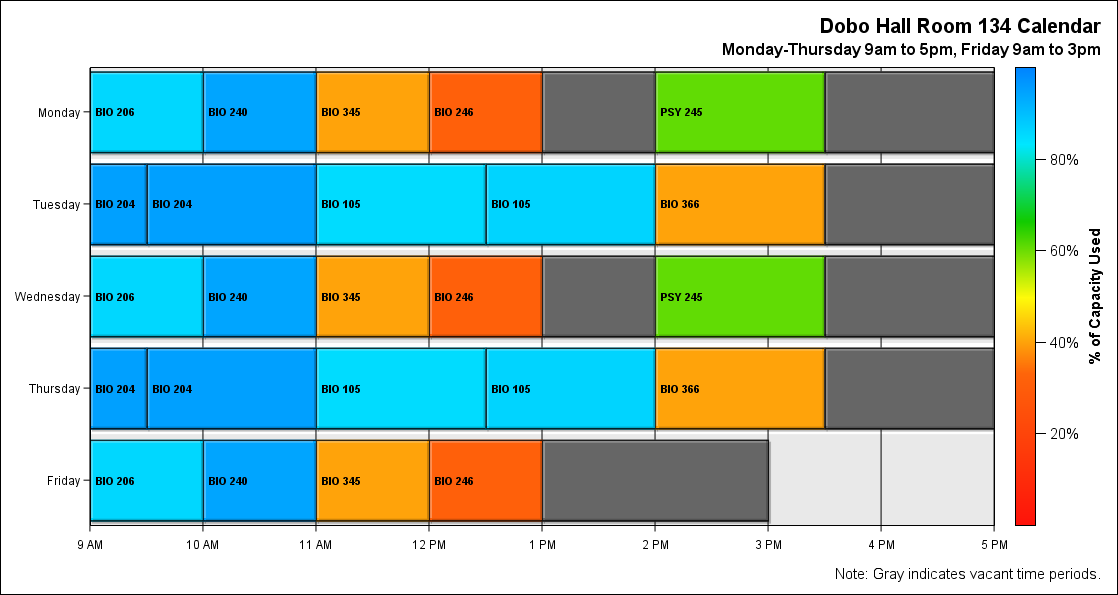 Dobo Hall Room 134 Calendar
Monday-Thursday 9am to 5pm, Friday 9am to 3pm
Monday BIO 206 BIO 240 BIO 345 BIO 246 PSY 245
Tuesday BIO 204 BIO 204 BIO 105 BIO 105 BIO 366
Wednesday BIO 206 BIO 240 BIO 345 BIO 246 PSY 245
Thursday BIO 204 BIO 204 BIO 105 BIO 105 BIO 366
Friday BIO 206 BIO 240 BIO 345 BIO 246
9 AM 10 AM 11 AM 12 PM 1 PM 2 PM 3 PM 4 PM 5 PM
80%
60%
40%
20%
% of Capacity Used
Note: Gray indicates vacant time periods.